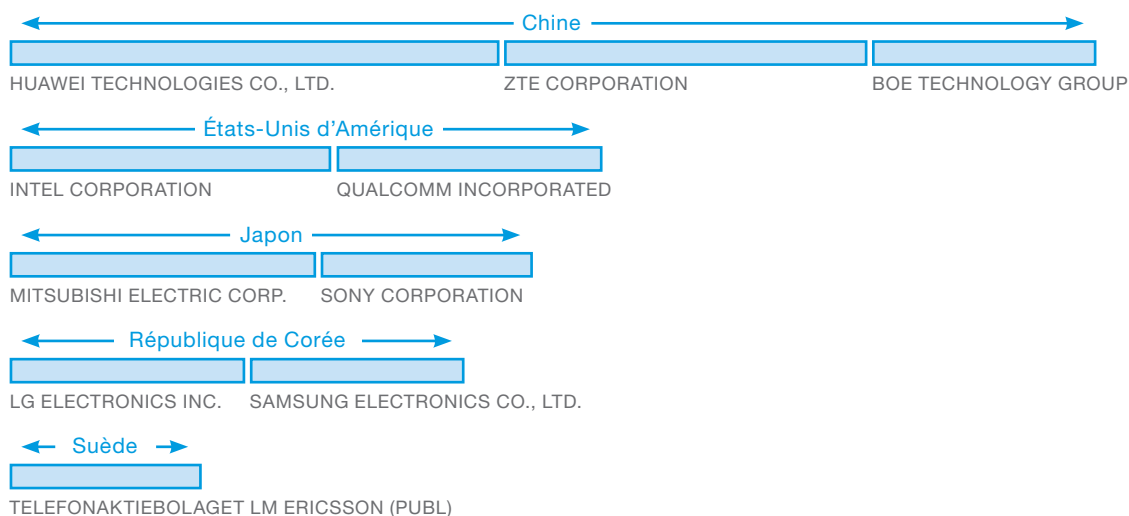 Chine
HUAWEI TECHNOLOGIES CO., LTD. ZTE CORPORATION BOE TECHNOLOGY GROUP
États-Unis d’Amérique
INTEL CORPORATION QUALCOMM INCORPORATED
Japon
MITSUBISHI ELECTRIC CORP. SONY CORPORATION
République de Corée
LG ELECTRONICS INC. SAMSUNG ELECTRONICS CO., LTD.
Suède
TELEFONAKTIEBOLAGET LM ERICSSON (PUBL)